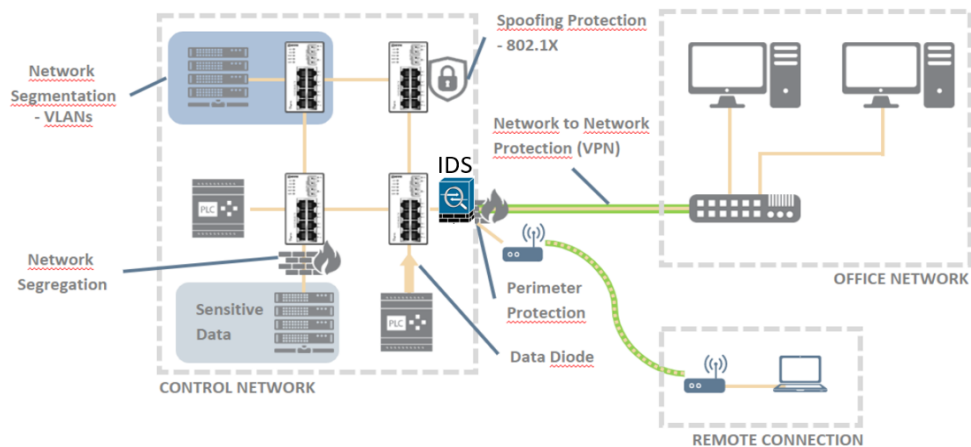 Spoofing Protection
- 802.1X
Network
Segmentation
- VLANs
Network to Network
Protection (VPN)
IDS
PLC
OFFICE NETWORK
Network
Segregation
Sensitive
Data
PLC
Perimeter
Protection
Data Diode
CONTROL NETWORK
REMOTE CONNECTION